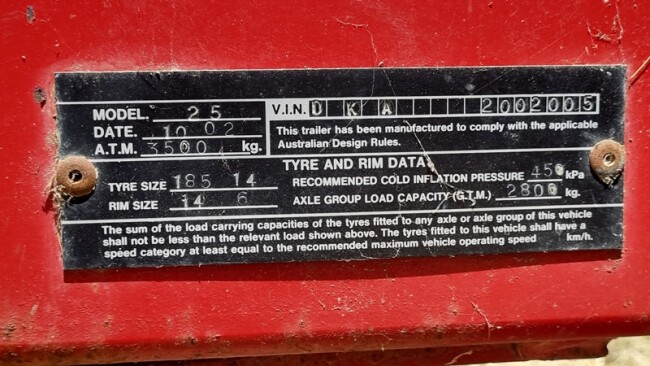 MODEL. 25 V.I.N. U K A 2002005
DATE. 10 02 This trailer has been manufactured to comply with the applicable
A.T.M. 3500 kg. Australian Design Rules.
TYRE AND RIM DATA
TYRE SIZE 185 14 RECOMMENDED COLD INFLATION PRESSURE 450 kPa
RIM SIZE 14 6 AXLE GROUP LOAD CAPACITY (G.T.M.) 2800 kg.
The sum of the load carrying capacities of the tyres fitted to any axle or axle group of this vehicle
shall not be less than the relevant load shown above. The tyres fitted to this vehicle shall have a
speed category at least equal to the recommended maximum vehicle operating speed km/h.